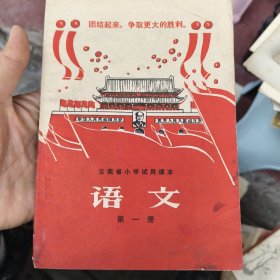 团结起来，争取更大的胜利。
云南省小学试用课本
语文
第一册